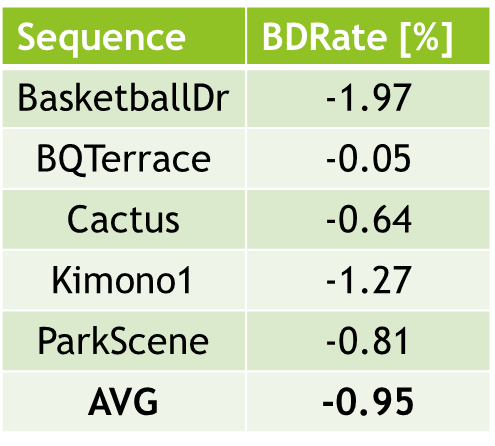 Sequence BDRate [%]
BasketballDr -1.97
BQTerrace -0.05
Cactus -0.64
Kimono1 -1.27
ParkScene -0.81
AVG -0.95